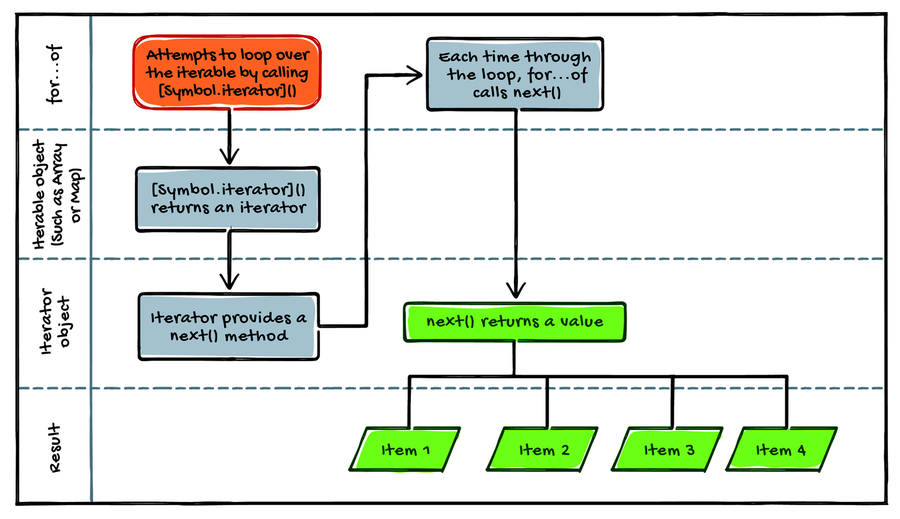 for...of
Attempts to loop over
the iterable by calling
[Symbol.iterator]()
Each time through
the loop, for...of
calls next()
Iterable object
(Such as Array
or Map)
[Symbol.iterator]()
returns an iterator
Iterator
object
Iterator provides a
next() method
next() returns a value
Result
Item 1
Item 2
Item 3
Item 4